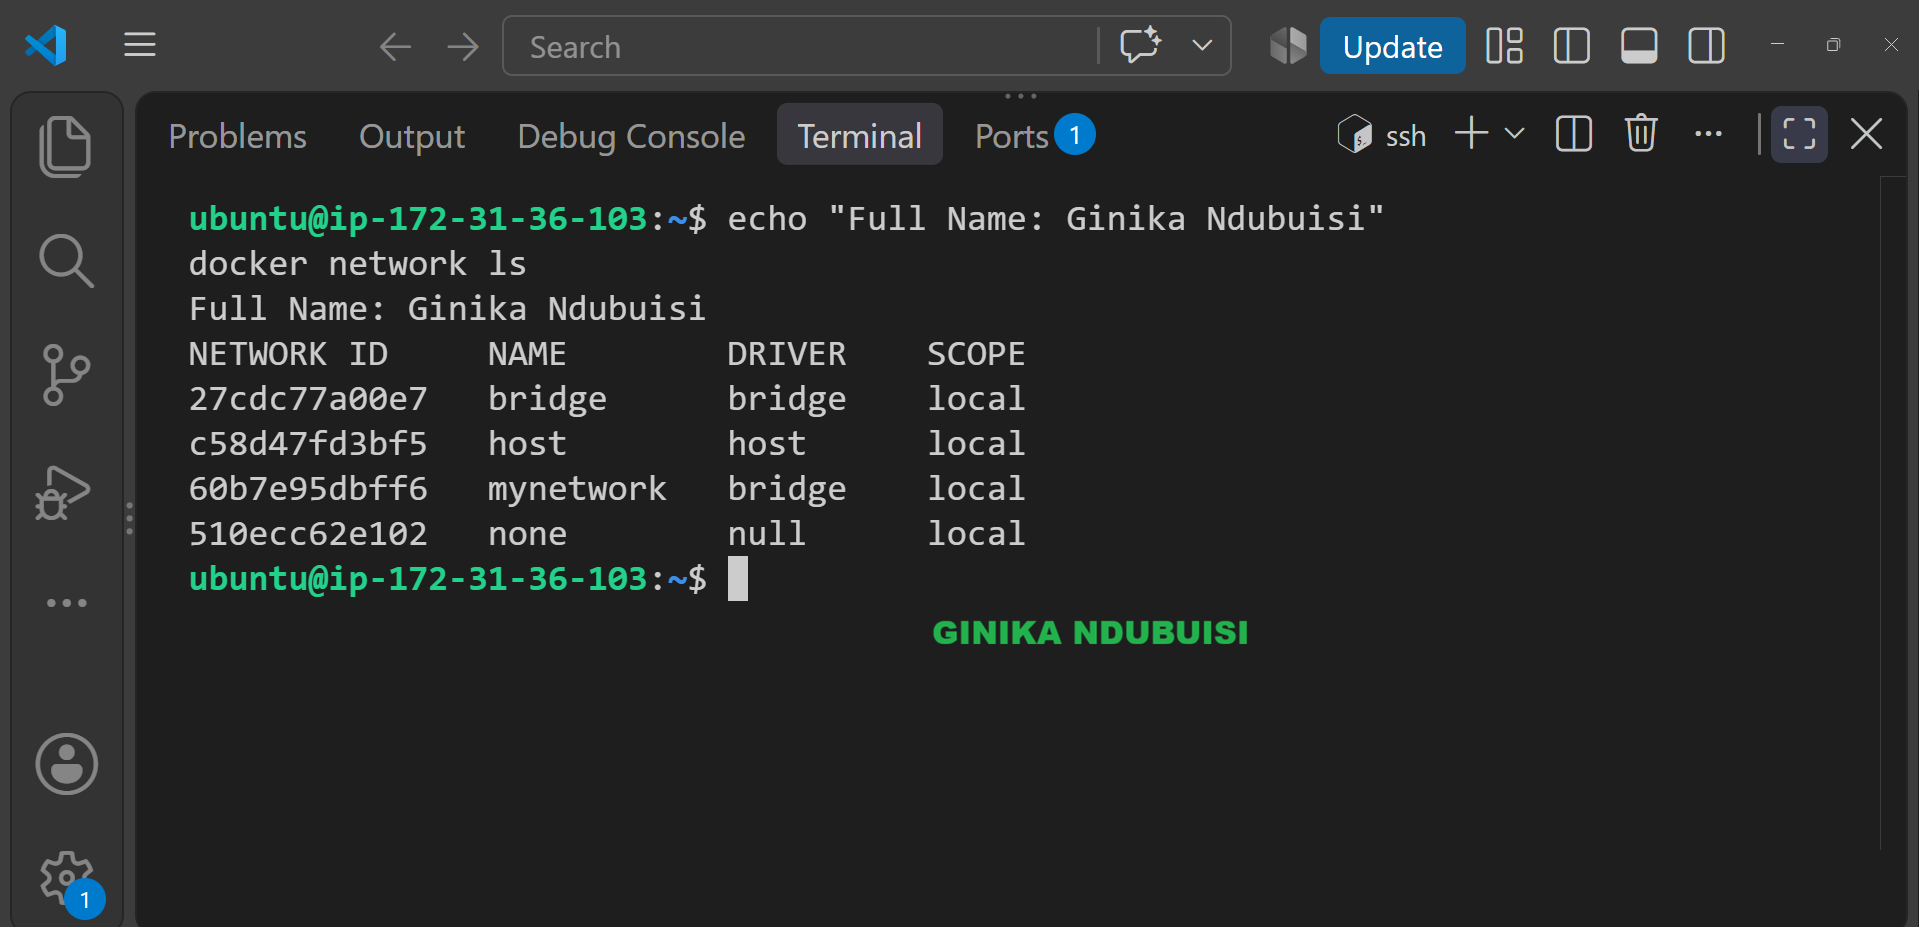 Search
Update
Problems Output Debug Console Terminal Ports 1
ssh
ubuntu@ip-172-31-36-103:~$ echo "Full Name: Ginika Ndubuisi"
docker network ls
Full Name: Ginika Ndubuisi
NETWORK ID NAME DRIVER SCOPE
27cdc77a00e7 bridge bridge local
c58d47fd3bf5 host host local
60b7e95dbff6 mynetwork bridge local
510ecc62e102 none null local
ubuntu@ip-172-31-36-103:~$
GINIKA NDUBUISI
1